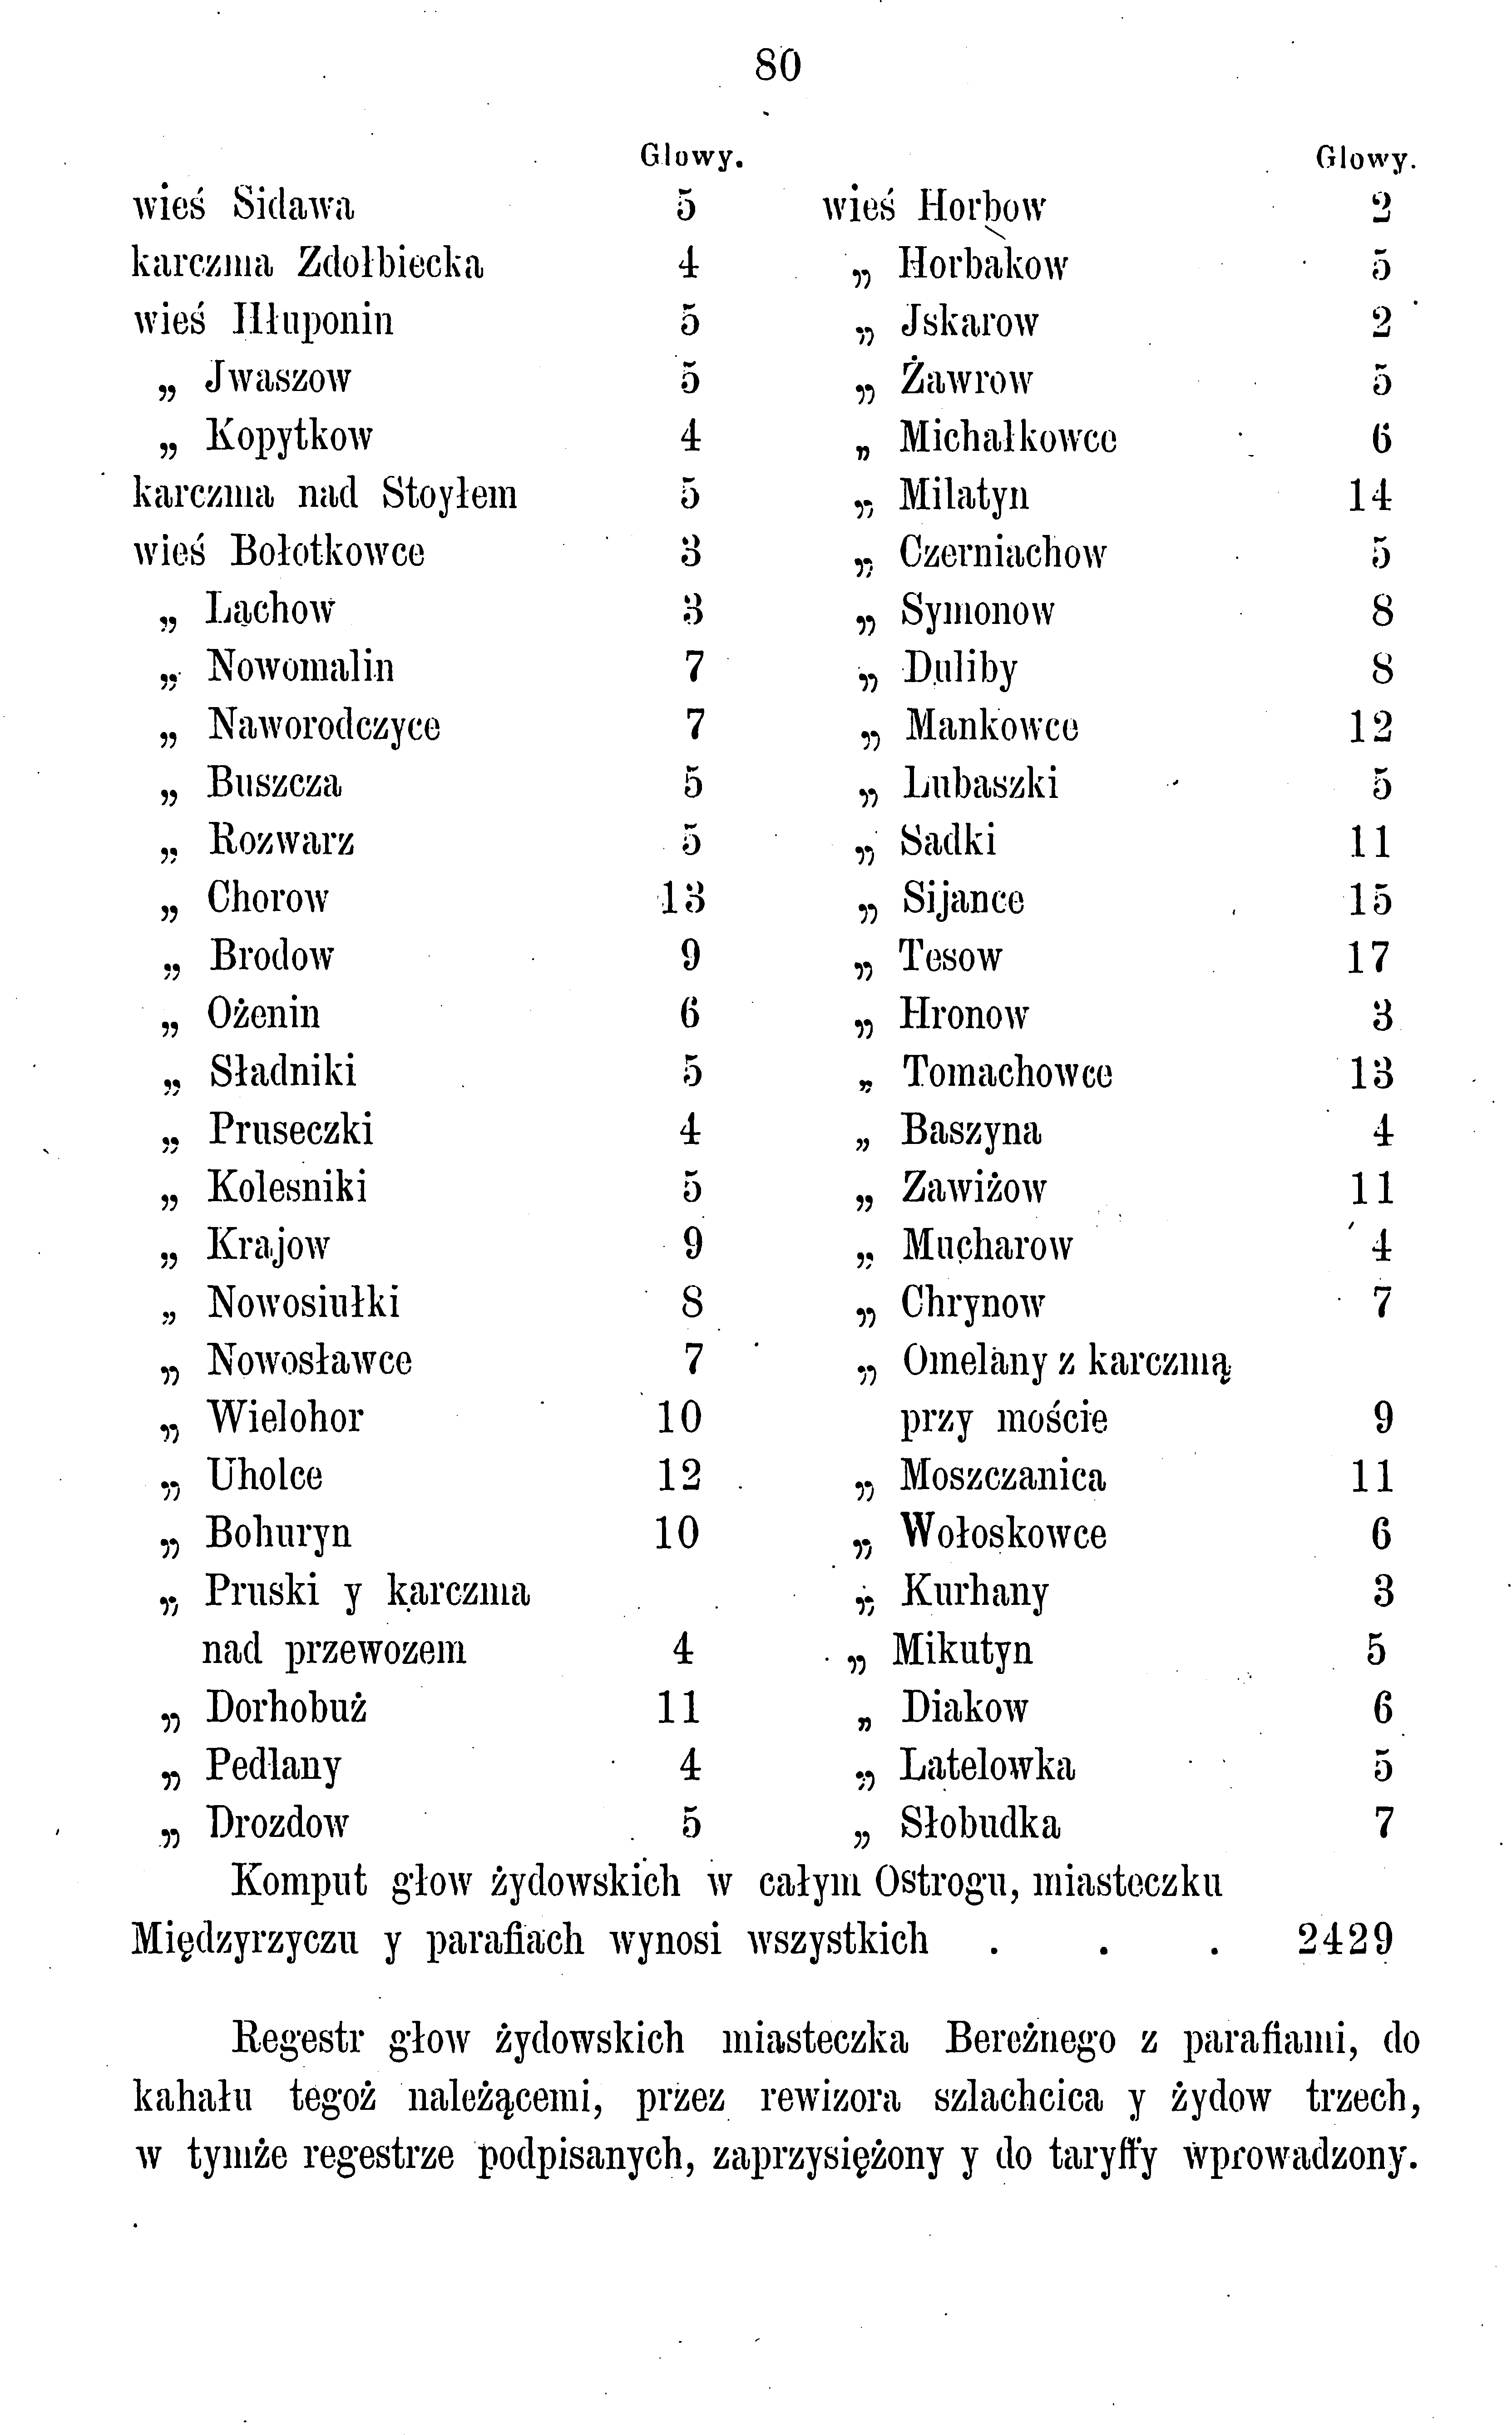 80
Glowy.
wieś Sidawa 5
karczma Zdołbiecka 4
wieś Hłuponin 5
„ Jwaszow 5
„ Kopytkow 4
karczma nad Stoyłem 5
wieś Bołotkowce 3
„ Lachow 3
„ Nowomalin 7
„ Naworodczyce 7
„ Buszcza 5
„ Rozwarz 5
„ Chorow 13
„ Brodow 9
„ Ożenin 6
„ Sładniki 5
„ Pruseczki 4
„ Kolesniki 5
„ Krajow 9
„ Nowosiułki 8
„ Nowosławce 7
„ Wielohor 10
„ Uholce 12
„ Bohuryn 10
„ Pruski y karczma
nad przewozem 4
„ Dorhobuż 11
„ Pedlany 4
„ Drozdow 5
Glowy.
wieś Horbow 2
„ Horbakow 5
„ Jskarow 2
„ Żawrow 5
„ Michałkowce 6
„ Milatyn 14
„ Czerniachow 5
„ Symonow 8
„ Duliby 8
„ Mankowce 12
„ Lubaszki 5
„ Sadki 11
„ Sijance 15
„ Tesow 17
„ Hronow 3
„ Tomachowce 13
„ Baszyna 4
„ Zawiżow 11
„ Mucharow 4
„ Chrynow 7
„ Omelany z karczmą
przy moście 9
„ Moszczanica 11
„ Wołoskowce 6
„ Kurhany 3
„ Mikutyn 5
„ Diakow 6
„ Latelowka 5
„ Słobudka 7
Komput głow żydowskich w całym Ostrogu, miasteczku
Międzyrzyczu y parafiach wynosi wszystkich . . . 2429
Regestr głow żydowskich miasteczka Bereżnego z parafiami, do
kahału tegoż należącemi, przez rewizora szlachcica y żydow trzech,
w tymże regestrze podpisanych, zaprzysiężony y do taryffy wprowadzony.